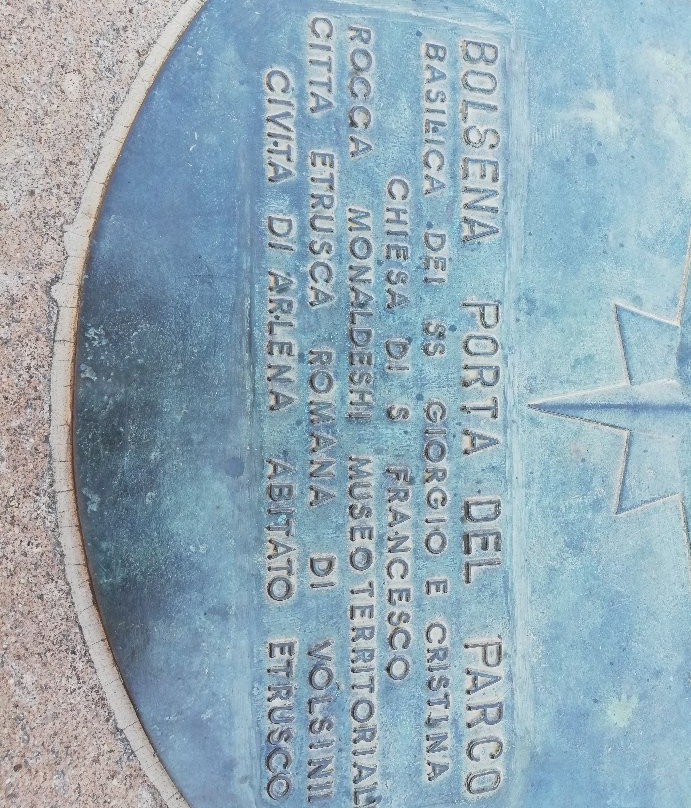 BOLSENA PORTA DEL PARCO
BASILICA DEI SS GIORGIO E CRISTINA
CHIESA DI S FRANCESCO
ROCCA MONALDESHI MUSEO TERRITORIAL
CITTA ETRUSCA ROMANA DI VOLSINII
CIVITA DI ARLENA ABITATO ETRUSCO